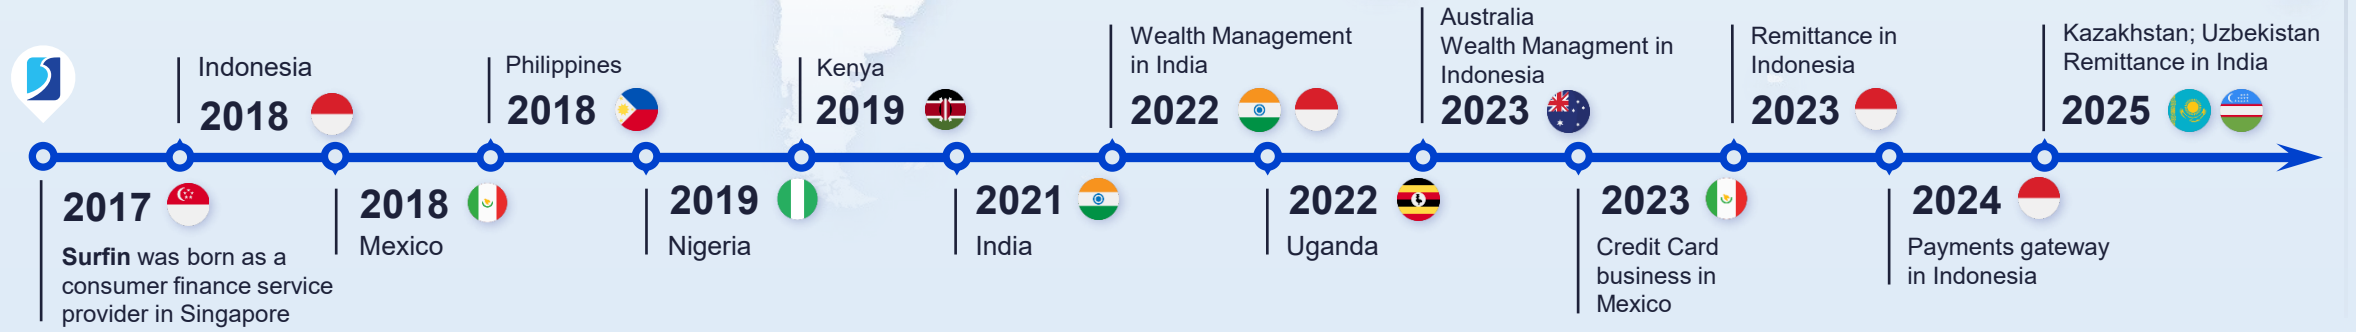 2017
Surfin was born as a
consumer finance service
provider in Singapore
Indonesia
2018
2018
Mexico
Philippines
2018
2019
Nigeria
Kenya
2019
2021
India
Wealth Management
in India
2022
2022
Uganda
Australia
Wealth Managment in
Indonesia
2023
2023
Credit Card
business in
Mexico
Remittance in
Indonesia
2023
2024
Payments gateway
in Indonesia
Kazakhstan; Uzbekistan
Remittance in India
2025